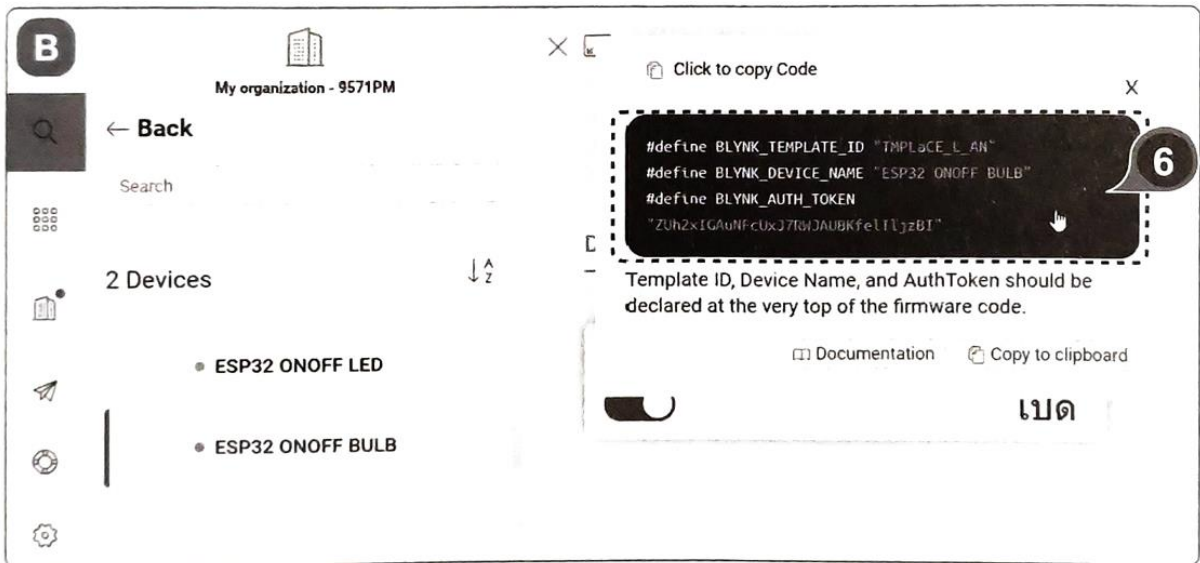 B
My organization - 9571PM
← Back
Search
2 Devices
ESP32 ONOFF LED
ESP32 ONOFF BULB
Click to copy Code
X
#define BLYNK_TEMPLATE_ID
#define BLYNK_DEVICE_NAME "ESP32 ONOFF BULB"
#define BLYNK_AUTH_TOKEN
6
Template ID, Device Name, and AuthToken should be
declared at the very top of the firmware code.
Documentation
Copy to clipboard
เปิด